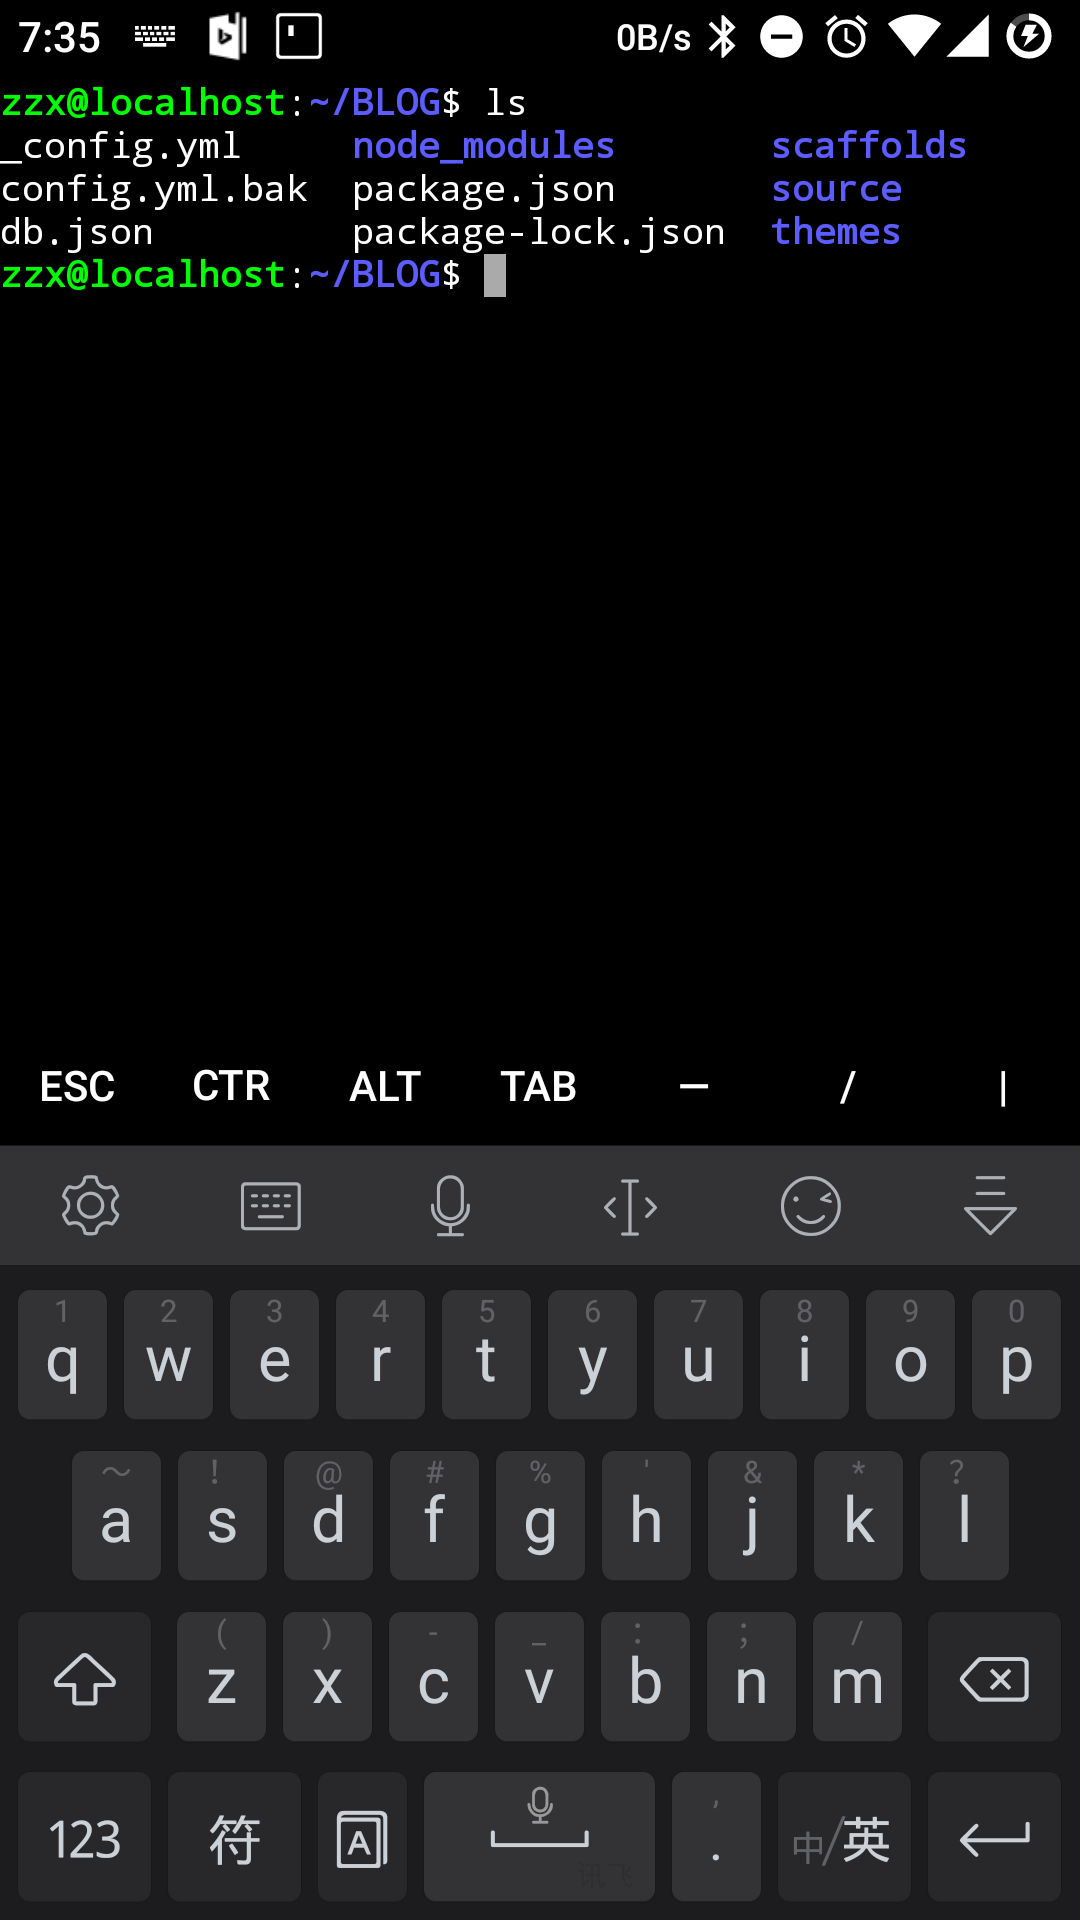 7:35 0B/s
zzx@localhost:~/BLOG$ ls
_config.yml node_modules scaffolds
config.yml.bak package.json source
db.json package-lock.json themes
zzx@localhost:~/BLOG$
ESC CTR ALT TAB — / |
1 2 3 4 5 6 7 8 9 0
q w e r t y u i o p
~ ! @ # % ' & * ?
a s d f g h j k l
( ) - _ : ; /
z x c v b n m
123 符 A , . 中/英
讯飞